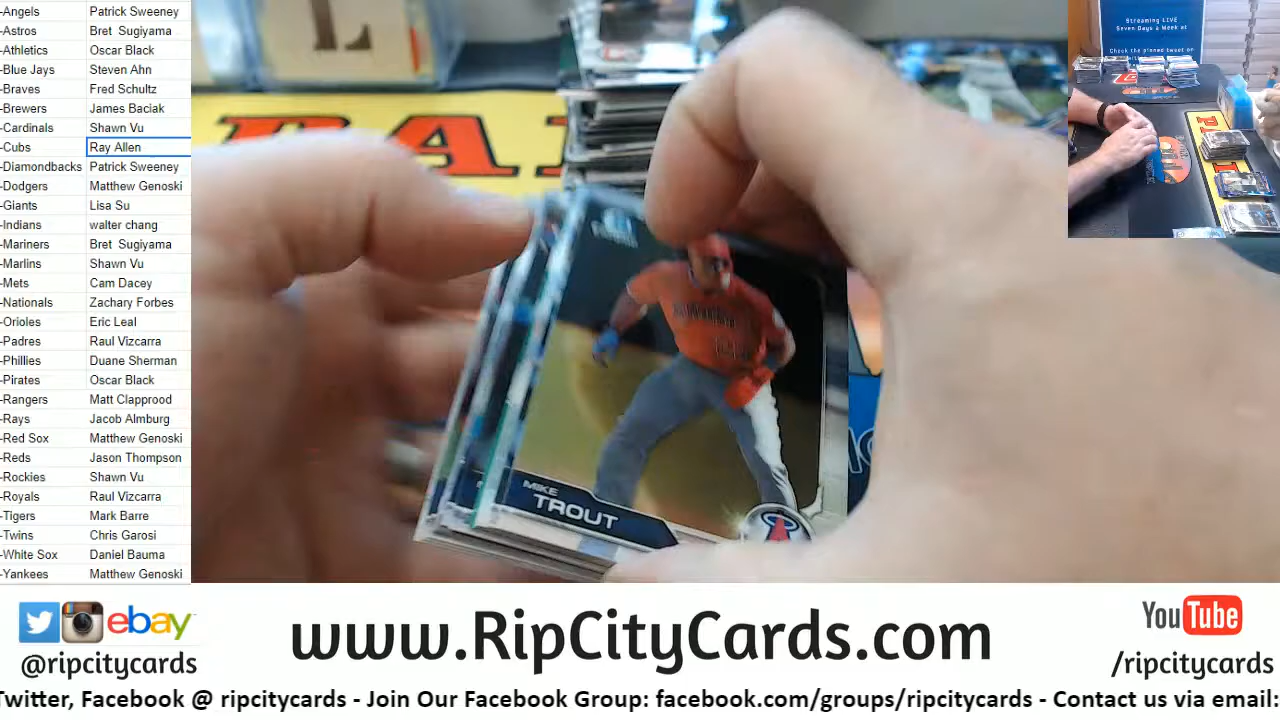 -Angels Patrick Sweeney
-Astros Bret Sugiyama
-Athletics Oscar Black
-Blue Jays Steven Ahn
-Braves Fred Schultz
-Brewers James Baciak
-Cardinals Shawn Vu
-Cubs Ray Allen
-Diamondbacks Patrick Sweeney
-Dodgers Matthew Genoski
-Giants Lisa Su
-Indians walter chang
-Mariners Bret Sugiyama
-Marlins Shawn Vu
-Mets Cam Dacey
-Nationals Zachary Forbes
-Orioles Eric Leal
-Padres Raul Vizcarra
-Phillies Duane Sherman
-Pirates Oscar Black
-Rangers Matt Clapprood
-Rays Jacob Almburg
-Red Sox Matthew Genoski
-Reds Jason Thompson
-Rockies Shawn Vu
-Royals Raul Vizcarra
-Tigers Mark Barre
-Twins Chris Garosi
-White Sox Daniel Bauma
-Yankees Matthew Genoski
L
MIKE
TROUT
Streaming LIVE
Seven Days a Week at
Check the pinned tweet on
ebay
@ripcitycards
www.RipCityCards.com
YouTube
/ripcitycards
Twitter, Facebook @ ripcitycards - Join Our Facebook Group: facebook.com/groups/ripcitycards - Contact us via email: